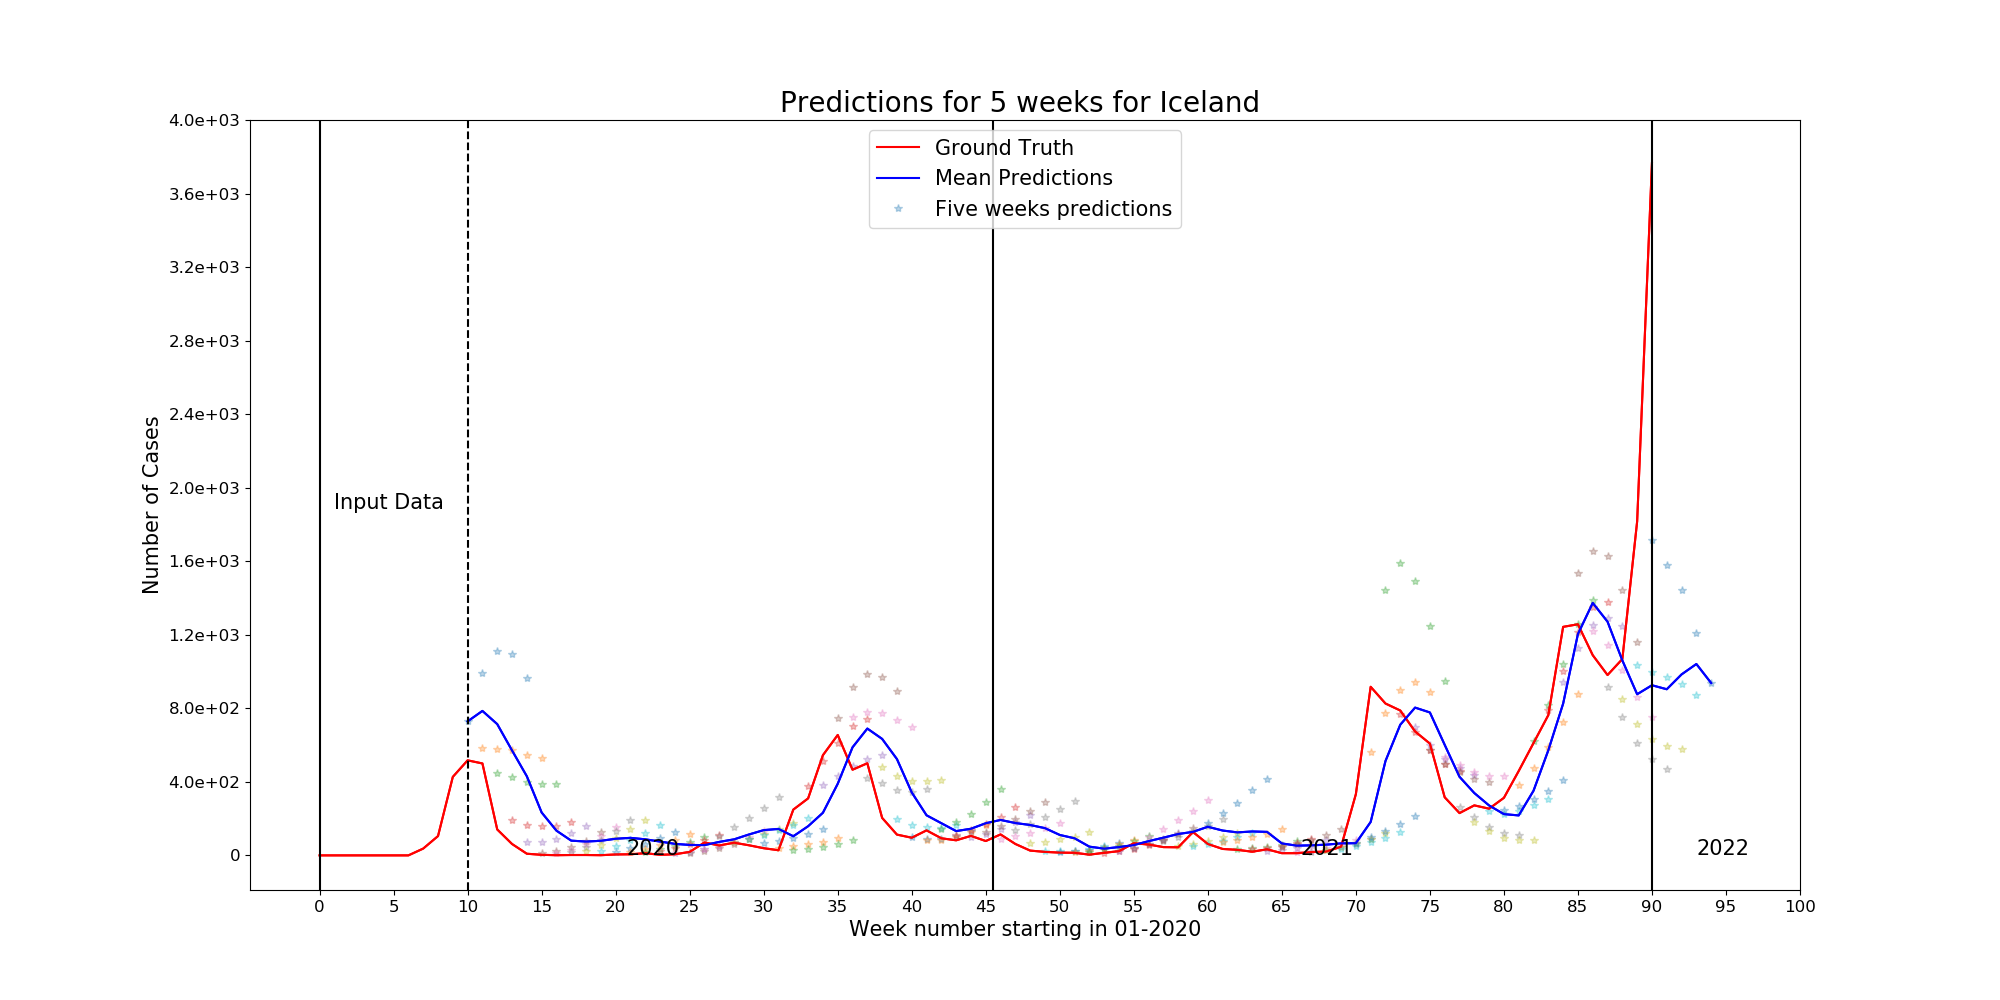 Predictions for 5 weeks for Iceland
4.0e+03
3.6e+03
3.2e+03
2.8e+03
2.4e+03
2.0e+03
1.6e+03
1.2e+03
8.0e+02
4.0e+02
0
Number of Cases
Ground Truth
Mean Predictions
Five weeks predictions
Input Data
2020 2021 2022
0 5 10 15 20 25 30 35 40 45 50 55 60 65 70 75 80 85 90 95 100
Week number starting in 01-2020